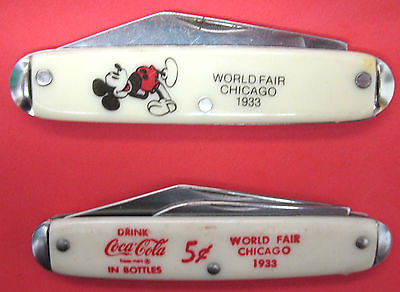 WORLD FAIR
CHICAGO
1933
DRINK
Coca-Cola
IN BOTTLES
5¢
WORLD FAIR
CHICAGO
1933